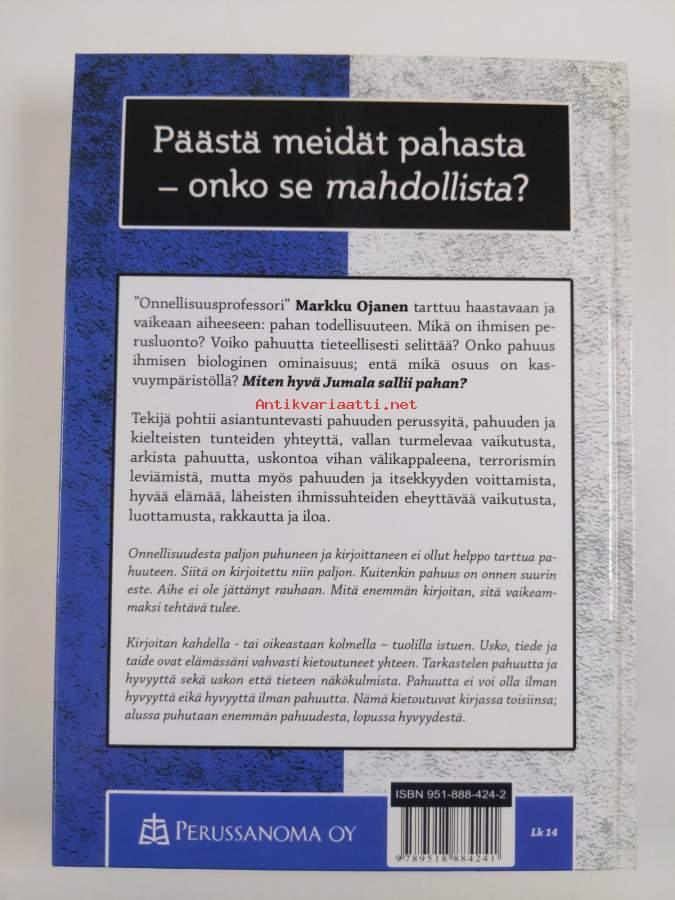 Päästä meidät pahasta
– onko se mahdollista?
"Onnellisuusprofessori" Markku Ojanen tarttuu haastavaan ja
vaikeaan aiheeseen: pahan todellisuuteen. Mikä on ihmisen pe-
rusluonto? Voiko pahuutta tieteellisesti selittää? Onko pahuus
ihmisen biologinen ominaisuus; entä mikä osuus on kas-
vuympäristöllä? Miten hyvä Jumala sallii pahan?
Antikvariaatti.net
Tekijä pohtii asiantuntevasti pahuuden perussyitä, pahuuden ja
kielteisten tunteiden yhteyttä, vallan turmelevaa vaikutusta,
arkista pahuutta, uskontoa vihan välikappaleena, terrorismin
leviämistä, mutta myös pahuuden ja itsekkyyden voittamista,
hyvää elämää, läheisten ihmissuhteiden eheyttävää vaikutusta,
luottamusta, rakkautta ja iloa.
Onnellisuudesta paljon puhuneen ja kirjoittaneen ei ollut helppo tarttua pa-
huuteen. Siitä on kirjoitettu niin paljon. Kuitenkin pahuus on onnen suurin
este. Aihe ei ole jättänyt rauhaan. Mitä enemmän kirjoitan, sitä vaikeam-
maksi tehtävä tulee.
Kirjoitan kahdella - tai oikeastaan kolmella – tuolilla istuen. Usko, tiede ja
taide ovat elämässäni vahvasti kietoutuneet yhteen. Tarkastelen pahuutta ja
hyvyyttä sekä uskon että tieteen näkökulmista. Pahuutta ei voi olla ilman
hyvyyttä eikä hyvyyttä ilman pahuutta. Nämä kietoutuvat kirjassa toisiinsa;
alussa puhutaan enemmän pahuudesta, lopussa hyvyydestä.
ISBN 951-888-424-2
PERUSSANOMA OY
Lk 14
9 789518 884241